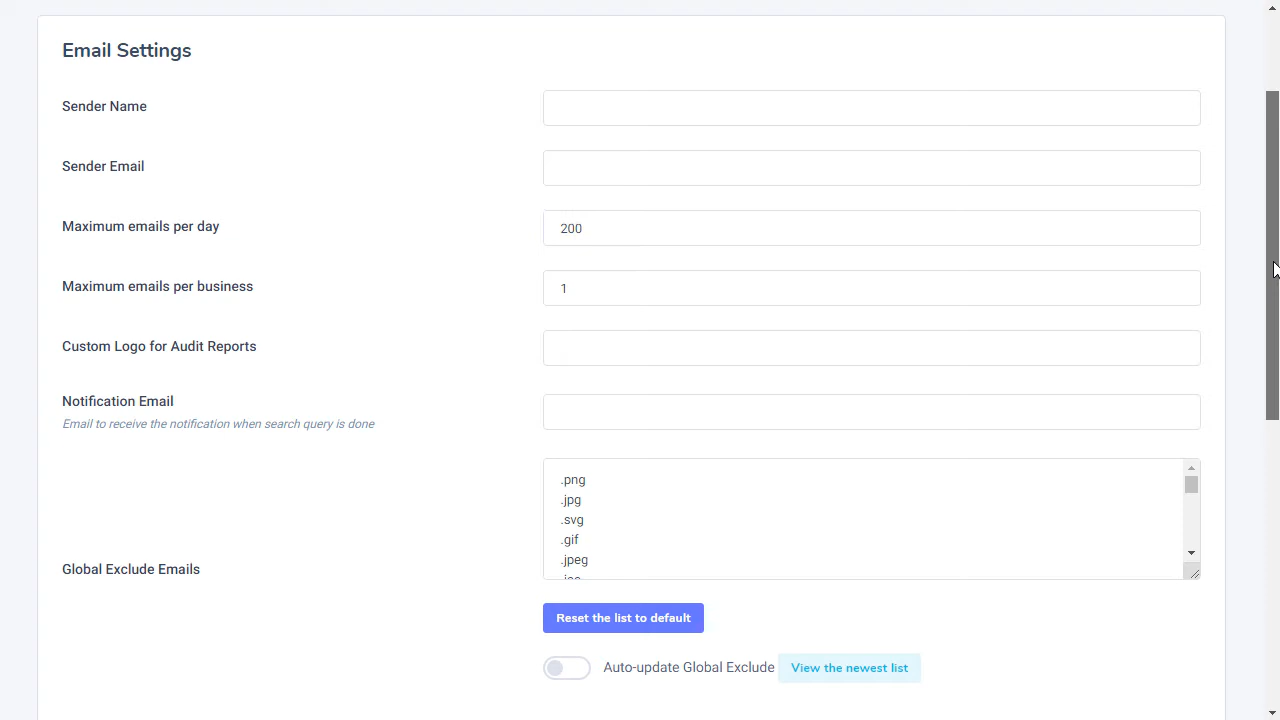 Email Settings
Sender Name
Sender Email
Maximum emails per day
200
Maximum emails per business
1
Custom Logo for Audit Reports
Notification Email
Email to receive the notification when search query is done
.png
.jpg
.svg
.gif
.jpeg
Global Exclude Emails
Reset the list to default
Auto-update Global Exclude View the newest list